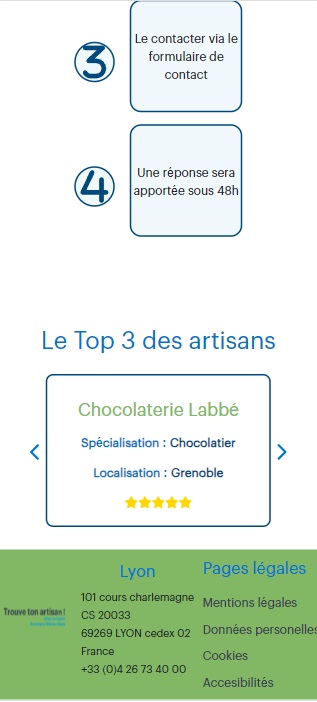 3
Le contacter via le
formulaire de
contact
4
Une réponse sera
apportée sous 48h
Le Top 3 des artisans
Chocolaterie Labbé
Spécialisation : Chocolatier
Localisation : Grenoble
Trouve ton artisan !
Lyon
101 cours charlemagne
CS 20033
69269 LYON cedex 02
France
+33 (0)4 26 73 40 00
Pages légales
Mentions légales
Données personnelles
Cookies
Accesibilités